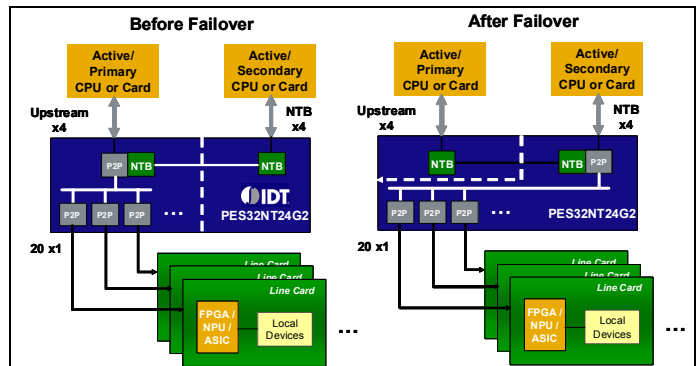 Before Failover
After Failover
Active/
Primary
CPU or Card
Active/
Secondary
CPU or Card
Active/
Primary
CPU or Card
Active/
Secondary
CPU or Card
Upstream
x4
NTB
x4
Upstream
x4
NTB
x4
P2P
NTB
NTB
NTB
NTB
P2P
IDT
P2P
P2P
P2P
...
PES32NT24G2
P2P
P2P
P2P
...
PES32NT24G2
20 x1
20 x1
Line Card
Line Card
Line Card
FPGA /
NPU /
ASIC
Local
Devices
...
Line Card
Line Card
Line Card
FPGA /
NPU /
ASIC
Local
Devices
...